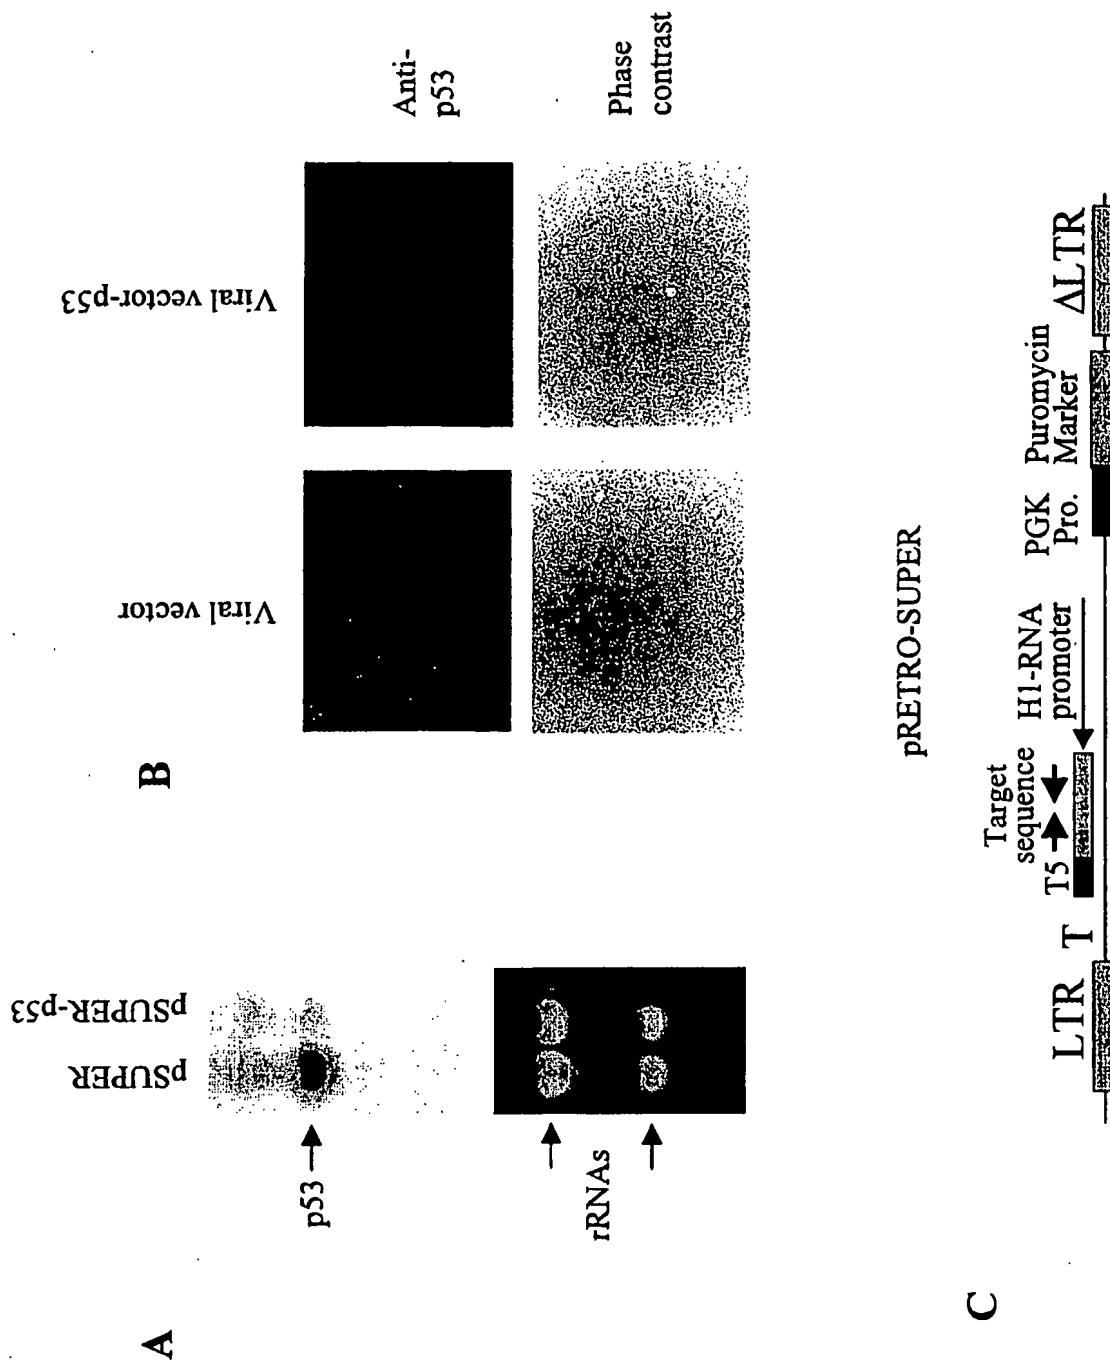 A
pSUPER
pSUPER-p53
p53
rRNAs
B
Viral vector
Viral vector-p53
Anti-
p53
Phase
contrast
C
pRETRO-SUPER
LTR
T
T5
Target
sequence
H1-RNA
promoter
PGK
Pro.
Puromycin
Marker
ΔLTR